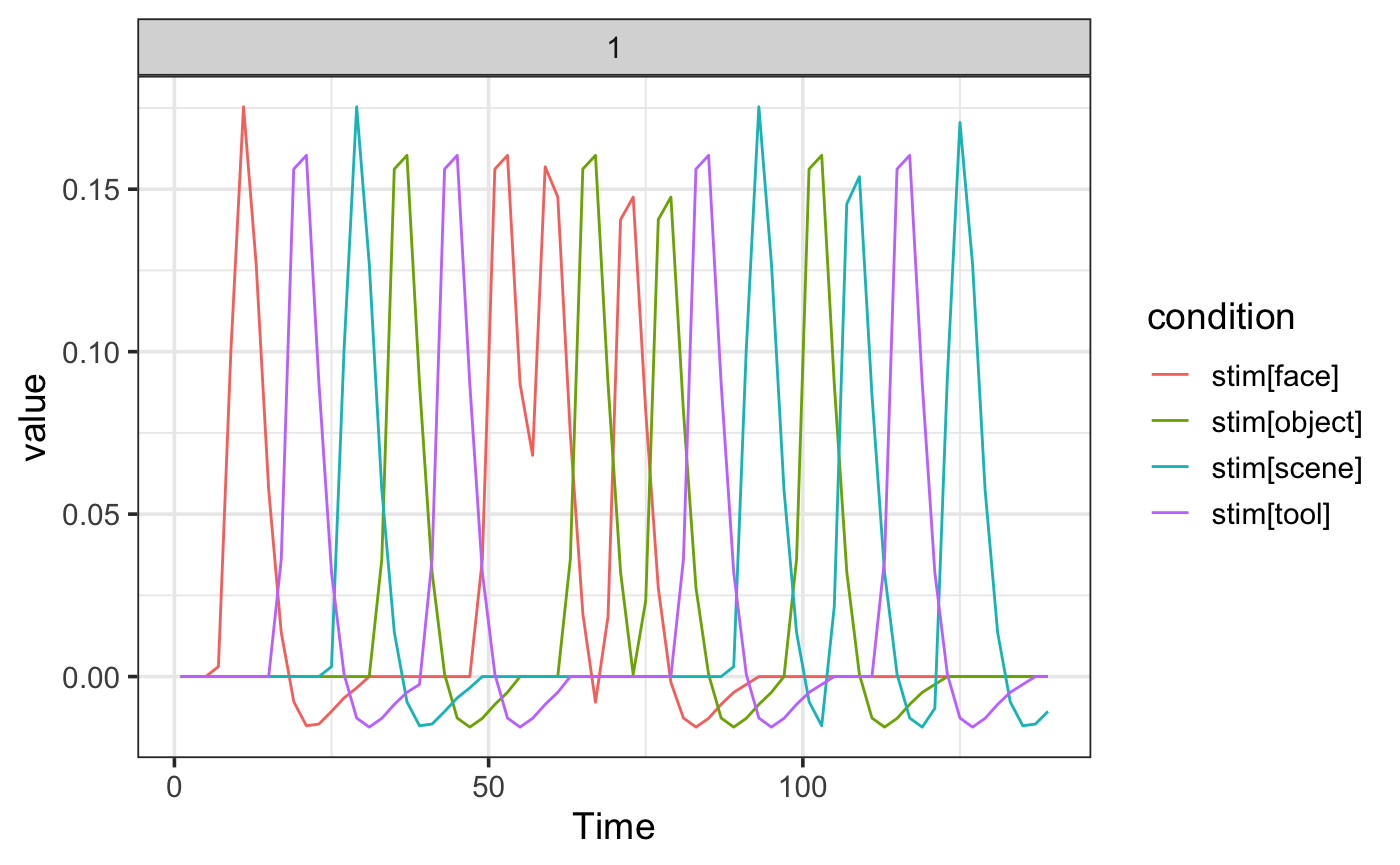 1
value
0.15
0.10
0.05
0.00
0 50 100
Time
condition
stim[face]
stim[object]
stim[scene]
stim[tool]